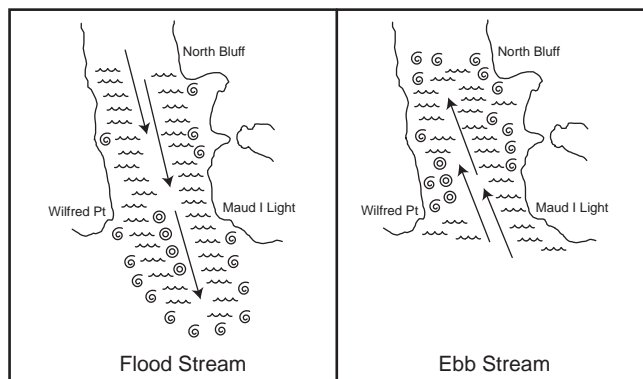 North Bluff
Wilfred Pt
Maud I Light
Flood Stream
North Bluff
Wilfred Pt
Maud I Light
Ebb Stream